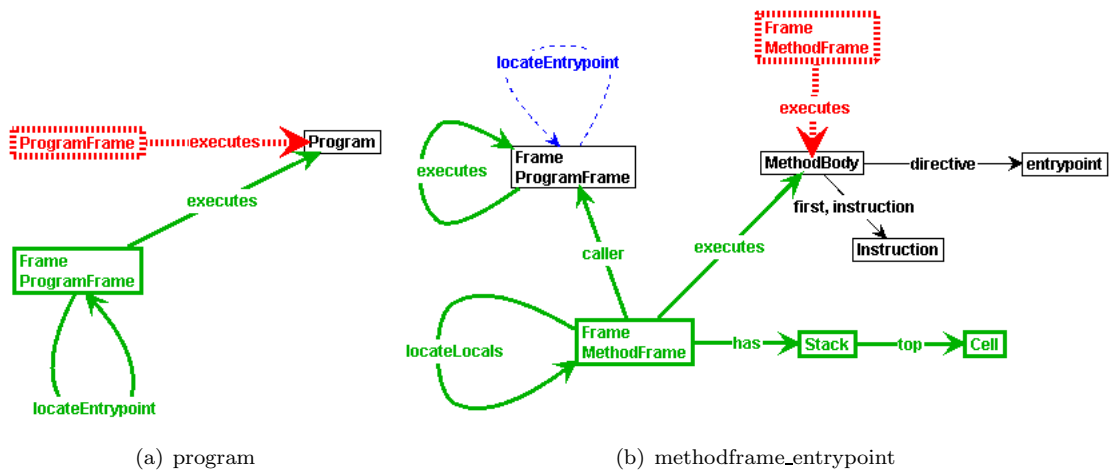 ProgramFrame
executes
Program
executes
Frame
ProgramFrame
locateEntrypoint
(a) program
Frame
MethodFrame
locateEntrypoint
executes
executes
Frame
ProgramFrame
MethodBody
directive
entrypoint
first, instruction
Instruction
caller
executes
locateLocals
Frame
MethodFrame
has
Stack
top
Cell
(b) methodframe_entrypoint